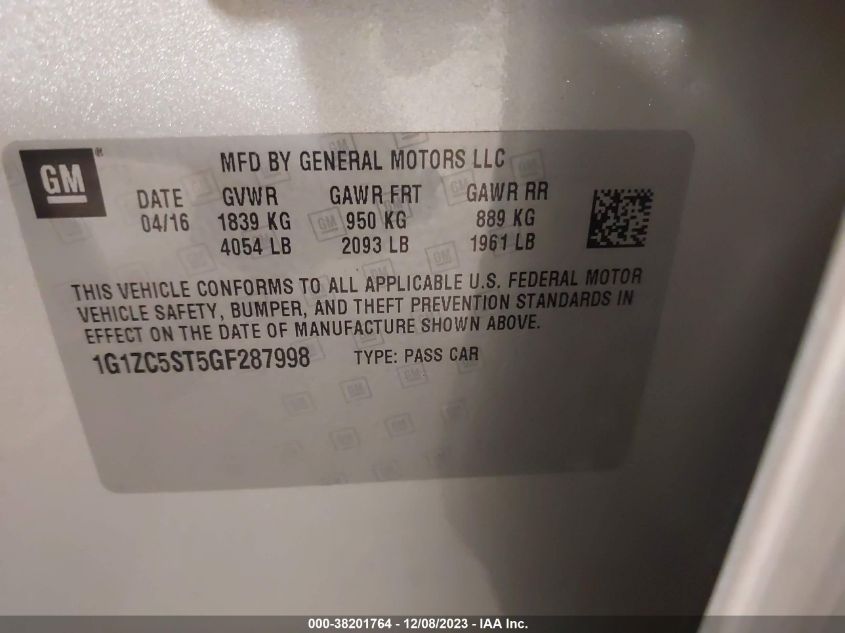 GM®
MFD BY GENERAL MOTORS LLC
DATE GVWR GAWR FRT GAWR RR
04/16 1839 KG 950 KG 889 KG
4054 LB 2093 LB 1961 LB
THIS VEHICLE CONFORMS TO ALL APPLICABLE U.S. FEDERAL MOTOR
VEHICLE SAFETY, BUMPER, AND THEFT PREVENTION STANDARDS IN
EFFECT ON THE DATE OF MANUFACTURE SHOWN ABOVE.
1G1ZC5ST5GF287998 TYPE: PASS CAR
000-38201764 - 12/08/2023 - IAA Inc.